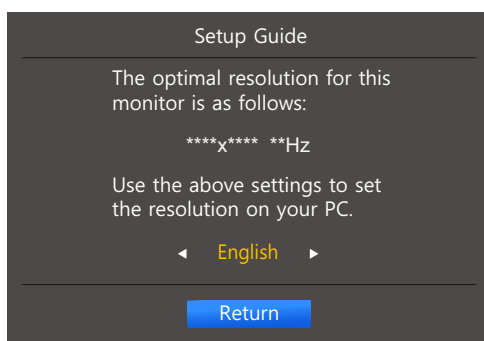 Setup Guide
The optimal resolution for this
monitor is as follows:
****x**** **Hz
Use the above settings to set
the resolution on your PC.
English
Return